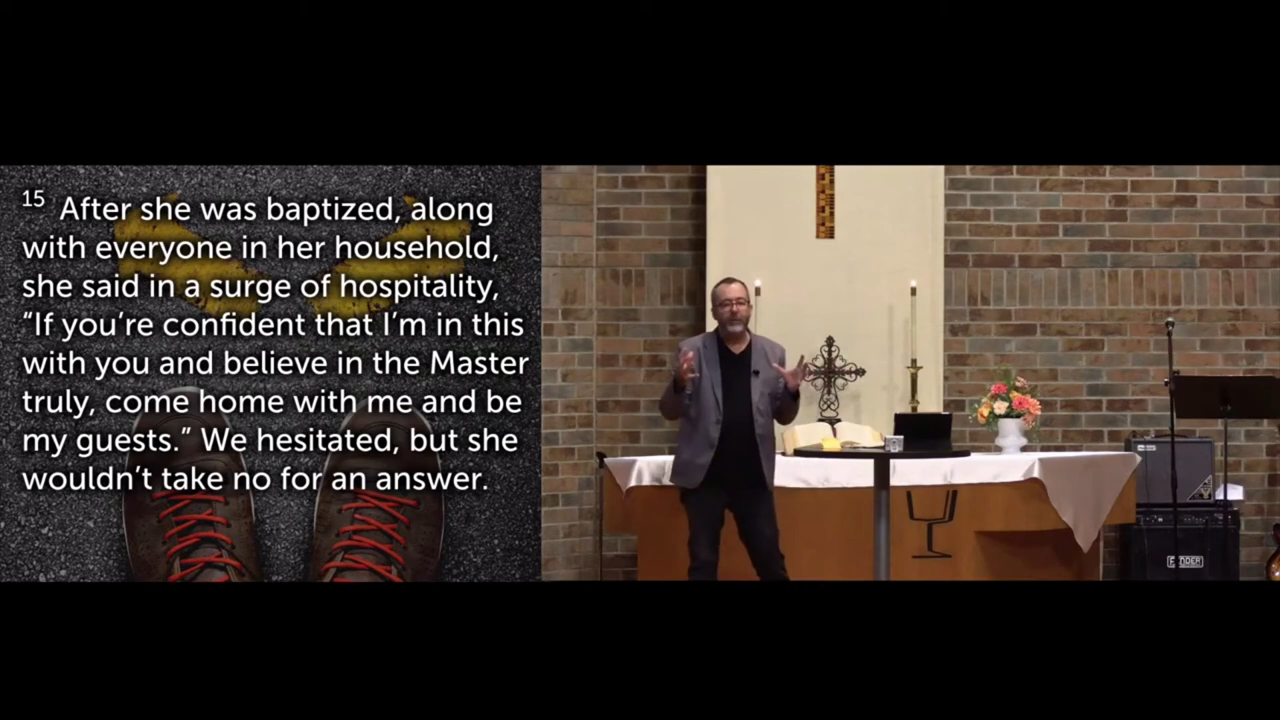 15 After she was baptized, along
with everyone in her household,
she said in a surge of hospitality,
“If you’re confident that I’m in this
with you and believe in the Master
truly, come home with me and be
my guests.” We hesitated, but she
wouldn’t take no for an answer.